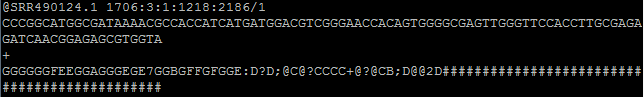 @SRR490124.1 1706:3:1:1218:2186/1
CCCGGCATGGCGATAAAACGCCACCATCATGATGGACGTCGGGAACCACAGTGGGGCGAGTTGGGTTCCACCTTGCGAGA
GATCAACGGAGAGCGTGGTA
+
GGGGGGFEEGGAGGGEGE7GGBGFFGFGGE:D?D;@C@?CCCC+@?@CB;D@@2D#########################
####################